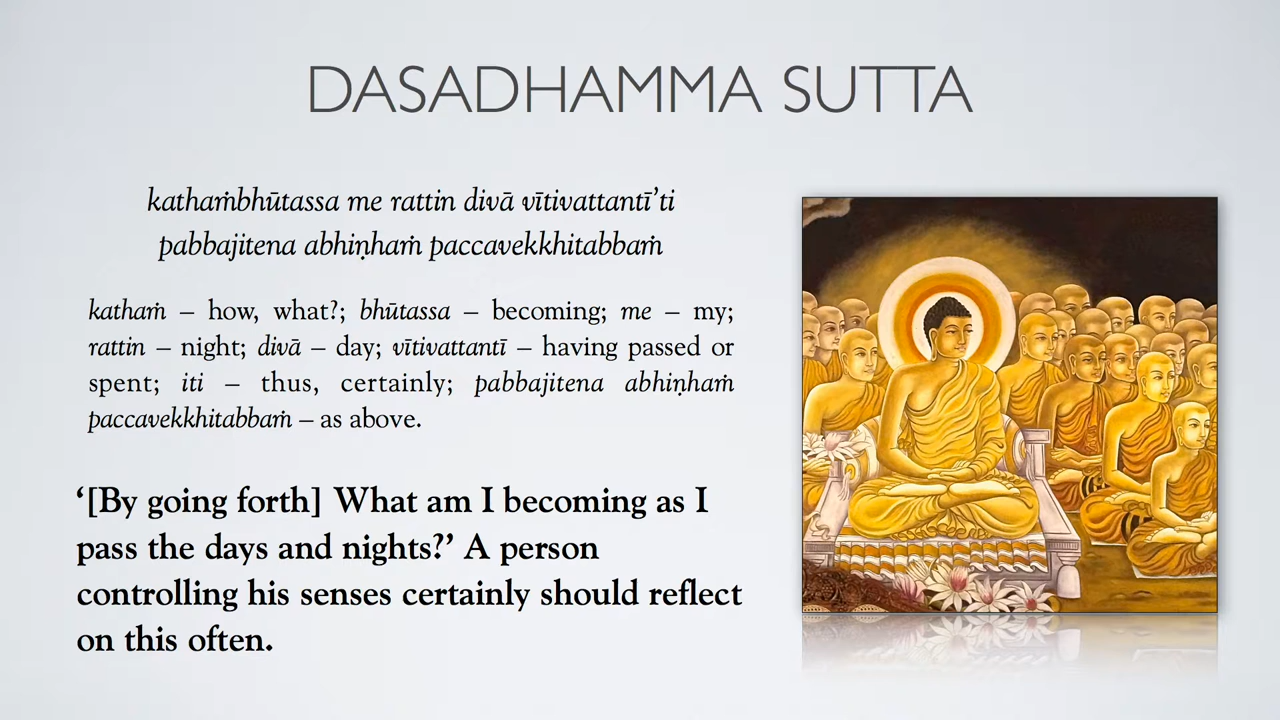 DASADHAMMA SUTTA
kathaṁbhūtassa me rattin divā vītivattantī’ti
pabbajitena abhiṇhaṁ paccavekkhitabbaṁ
kathaṁ – how, what?; bhūtassa – becoming; me – my;
rattin – night; divā – day; vītivattantī – having passed or
spent; iti – thus, certainly; pabbajitena abhiṇhaṁ
paccavekkhitabbaṁ – as above.
‘[By going forth] What am I becoming as I
pass the days and nights?’ A person
controlling his senses certainly should reflect
on this often.